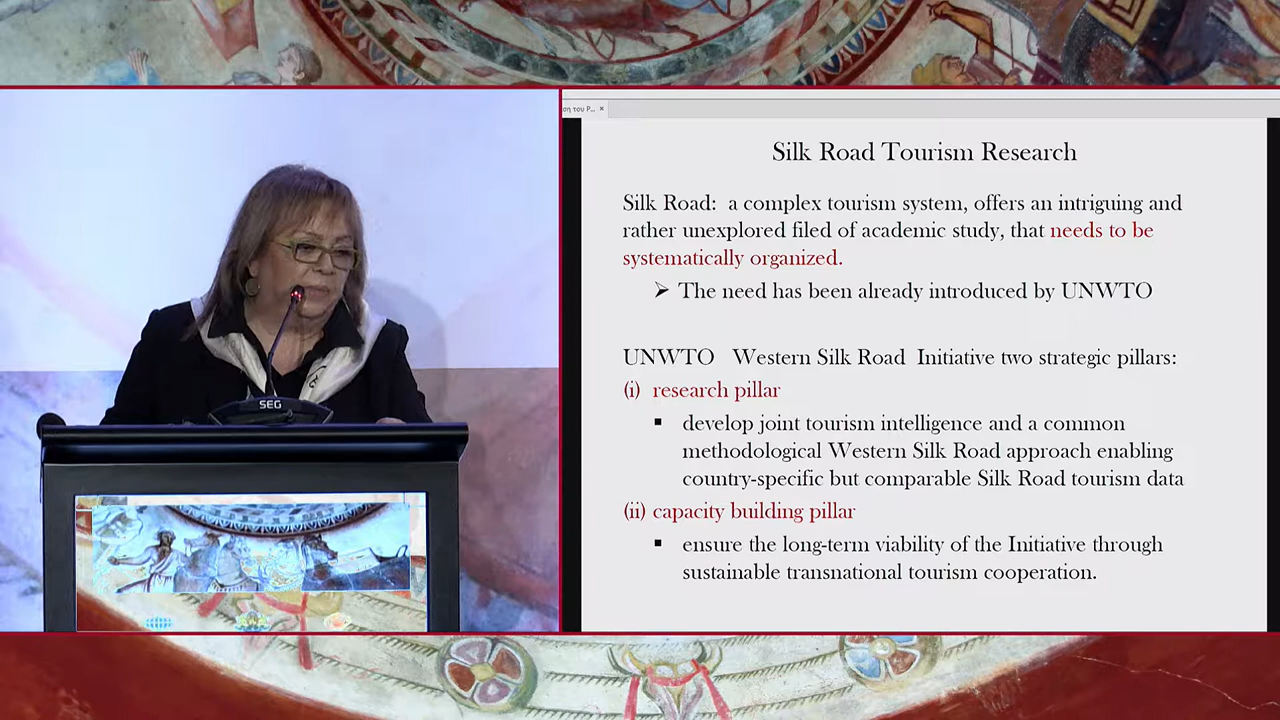 ση του P... ×
Silk Road Tourism Research
Silk Road: a complex tourism system, offers an intriguing and
rather unexplored filed of academic study, that needs to be
systematically organized.
➢ The need has been already introduced by UNWTO
UNWTO Western Silk Road Initiative two strategic pillars:
(i) research pillar
▪ develop joint tourism intelligence and a common
methodological Western Silk Road approach enabling
country-specific but comparable Silk Road tourism data
(ii) capacity building pillar
▪ ensure the long-term viability of the Initiative through
sustainable transnational tourism cooperation.
SEG